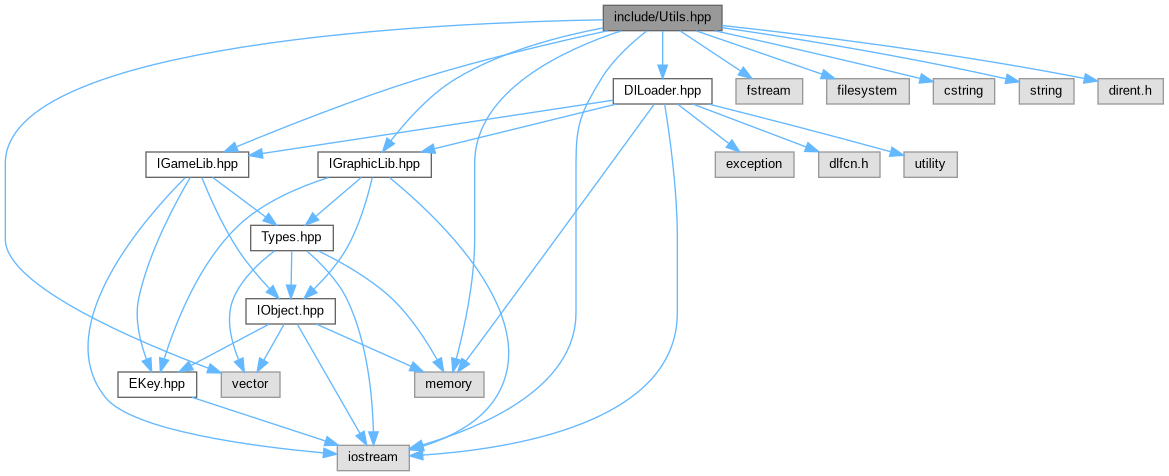 include/Utils.hpp
DlLoader.hpp
fstream
filesystem
cstring
string
dirent.h
IGameLib.hpp
IGraphicLib.hpp
exception
dlfcn.h
utility
Types.hpp
IObject.hpp
EKey.hpp
vector
memory
iostream